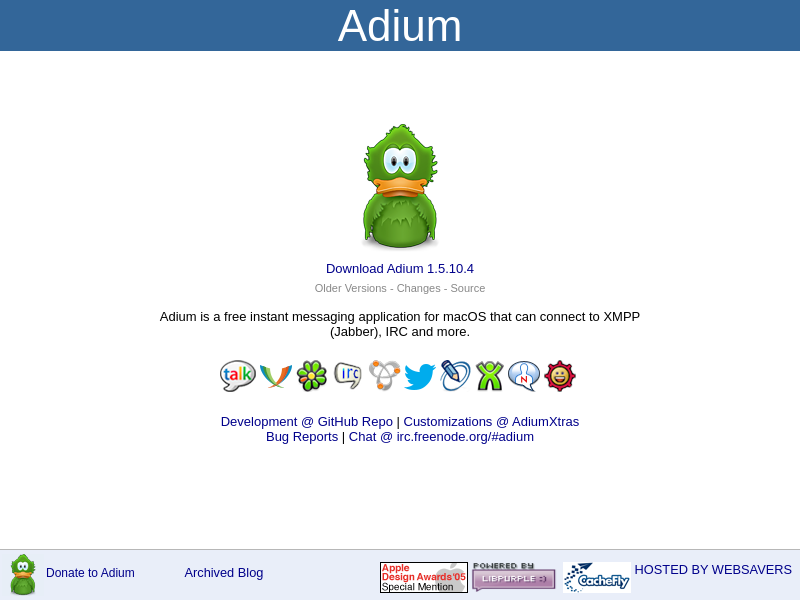 Adium
Download Adium 1.5.10.4
Older Versions - Changes - Source
Adium is a free instant messaging application for macOS that can connect to XMPP
(Jabber), IRC and more.
talk
irc
N
Development @ GitHub Repo | Customizations @ AdiumXtras
Bug Reports | Chat @ irc.freenode.org/#adium
Donate to Adium
Archived Blog
Apple
Design Awards'05
Special Mention
POWERED BY
LIBPURPLE :)
CacheFly
HOSTED BY WEBSAVERS